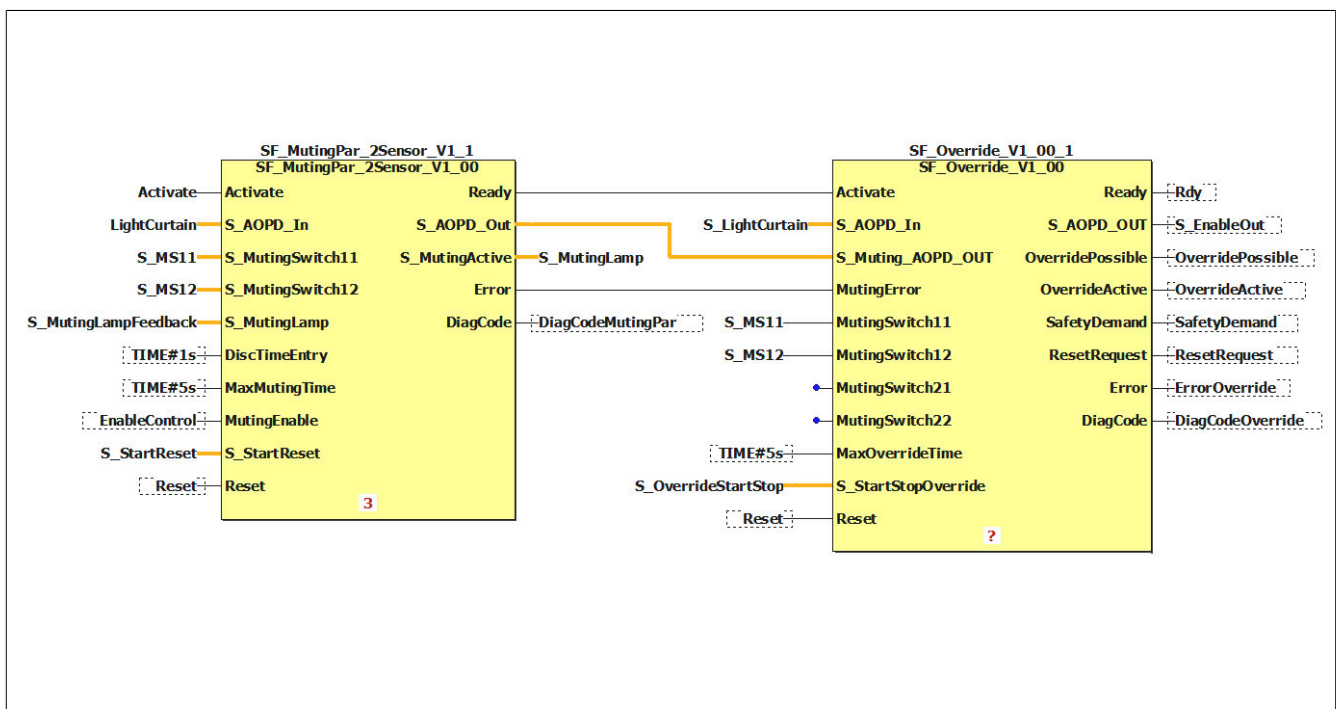 SF_MutingPar_2Sensor_V1_1
SF_MutingPar_2Sensor_V1_00
Activate Activate Ready
LightCurtain S_AOPD_In S_AOPD_Out
S_MS11 S_MutingSwitch11 S_MutingActive S_MutingLamp
S_MS12 S_MutingSwitch12 Error
S_MutingLampFeedback S_MutingLamp DiagCode DiagCodeMutingPar
TIME#1s DiscTimeEntry
TIME#5s MaxMutingTime
EnableControl MutingEnable
S_StartReset S_StartReset
Reset Reset
3
SF_Override_V1_00_1
SF_Override_V1_00
Activate Ready Rdy
S_LightCurtain S_AOPD_In S_AOPD_OUT S_EnableOut
S_Muting_AOPD_OUT OverridePossible OverridePossible
MutingError OverrideActive OverrideActive
S_MS11 MutingSwitch11 SafetyDemand SafetyDemand
S_MS12 MutingSwitch12 ResetRequest ResetRequest
MutingSwitch21 Error ErrorOverride
MutingSwitch22 DiagCode DiagCodeOverride
TIME#5s MaxOverrideTime
S_OverrideStartStop S_StartStopOverride
Reset Reset
?